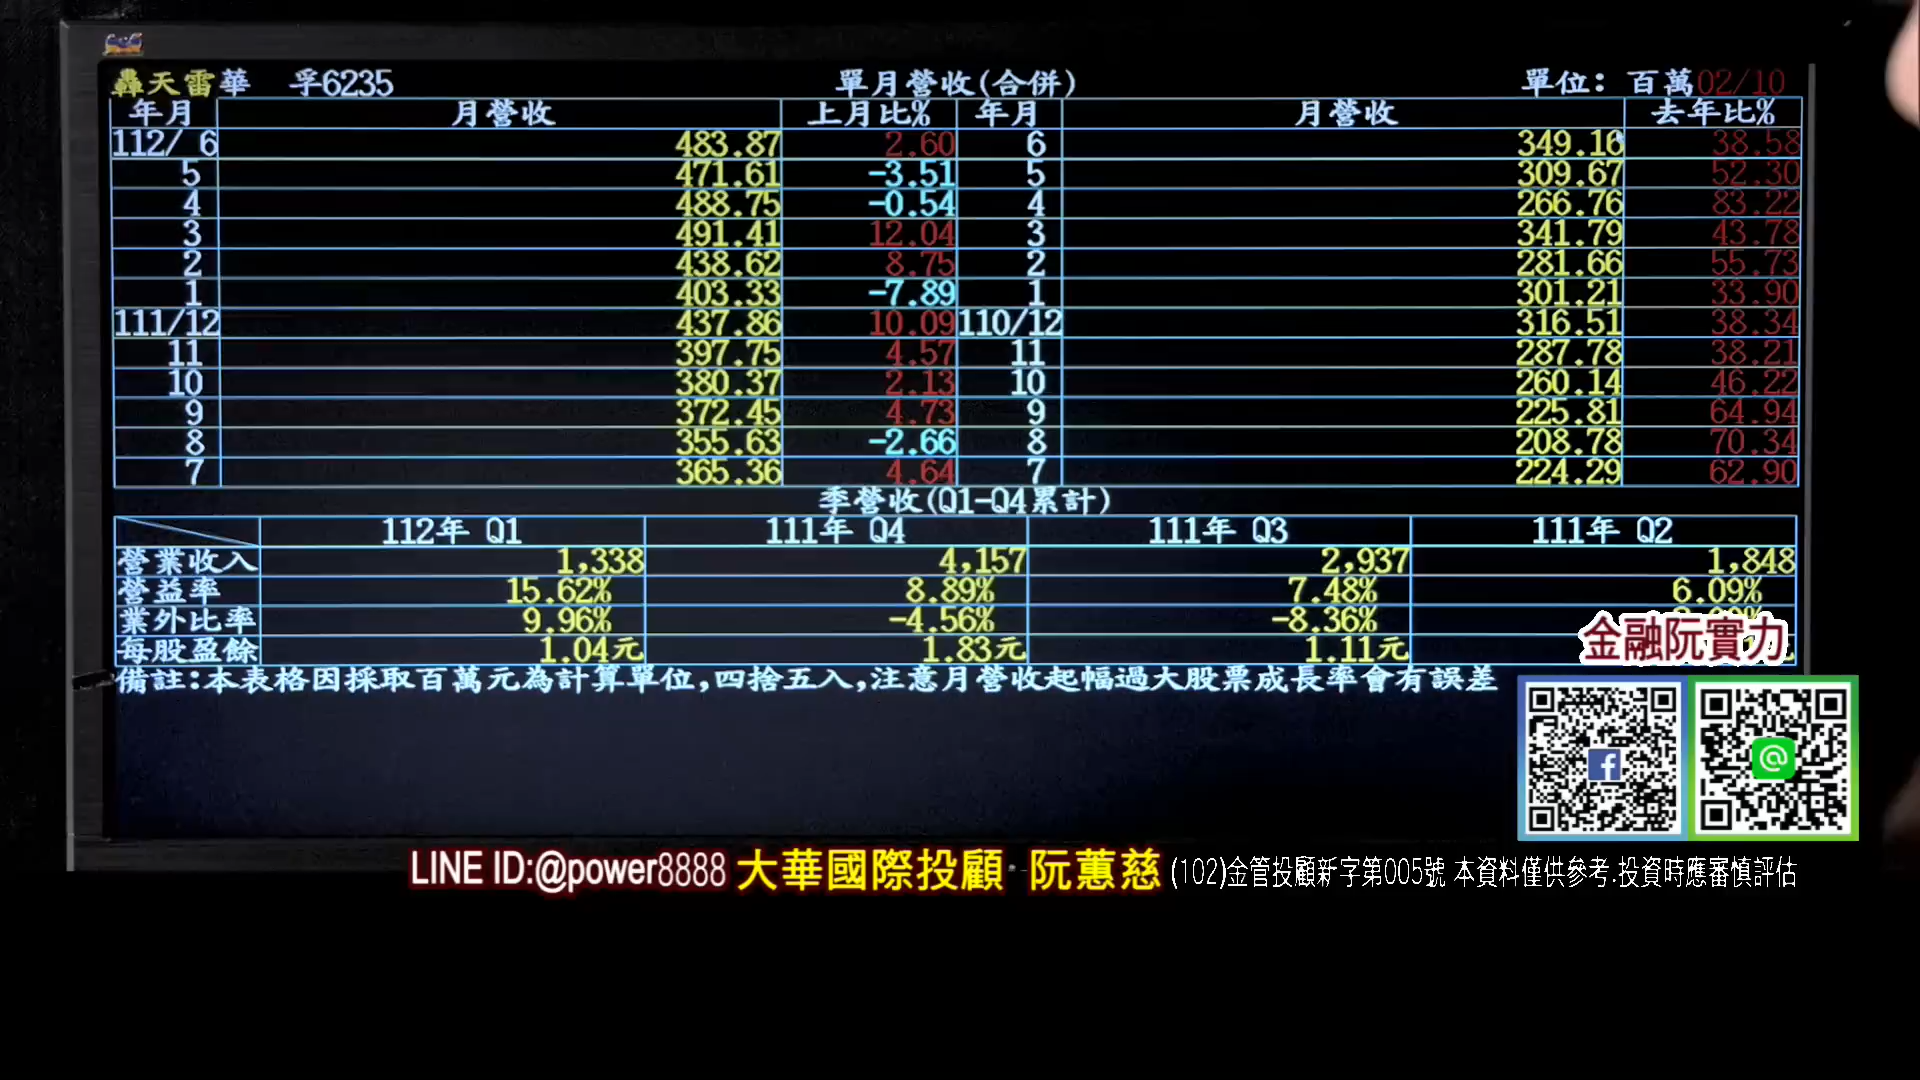 轟天雷華 孚6235 單月營收(合併) 單位: 百萬02/10
年月 月營收 上月比% 年月 月營收 去年比%
112/ 6 483.87 2.60 6 349.16 38.58
5 471.61 -3.51 5 309.67 52.30
4 488.75 -0.54 4 266.76 83.22
3 491.41 12.04 3 341.79 43.78
2 438.62 8.75 2 281.66 55.73
1 403.33 -7.89 1 301.21 33.90
111/12 437.86 10.09 110/12 316.51 38.34
11 397.75 4.57 11 287.78 38.21
10 380.37 2.13 10 260.14 46.22
9 372.45 4.73 9 225.81 64.94
8 355.63 -2.66 8 208.78 70.34
7 365.36 4.64 7 224.29 62.90
季營收(Q1-Q4累計)
112年 Q1 111年 Q4 111年 Q3 111年 Q2
營業收入 1,338 4,157 2,937 1,848
營益率 15.62% 8.89% 7.48% 6.09%
業外比率 9.96% -4.56% -8.36%
每股盈餘 1.04元 1.83元 1.11元
金融阮實力
備註:本表格因採取百萬元為計算單位,四捨五入,注意月營收起幅過大股票成長率會有誤差
LINE ID:@power8888 大華國際投顧 阮蕙慈 (102)金管投顧新字第005號 本資料僅供參考.投資時應審慎評估